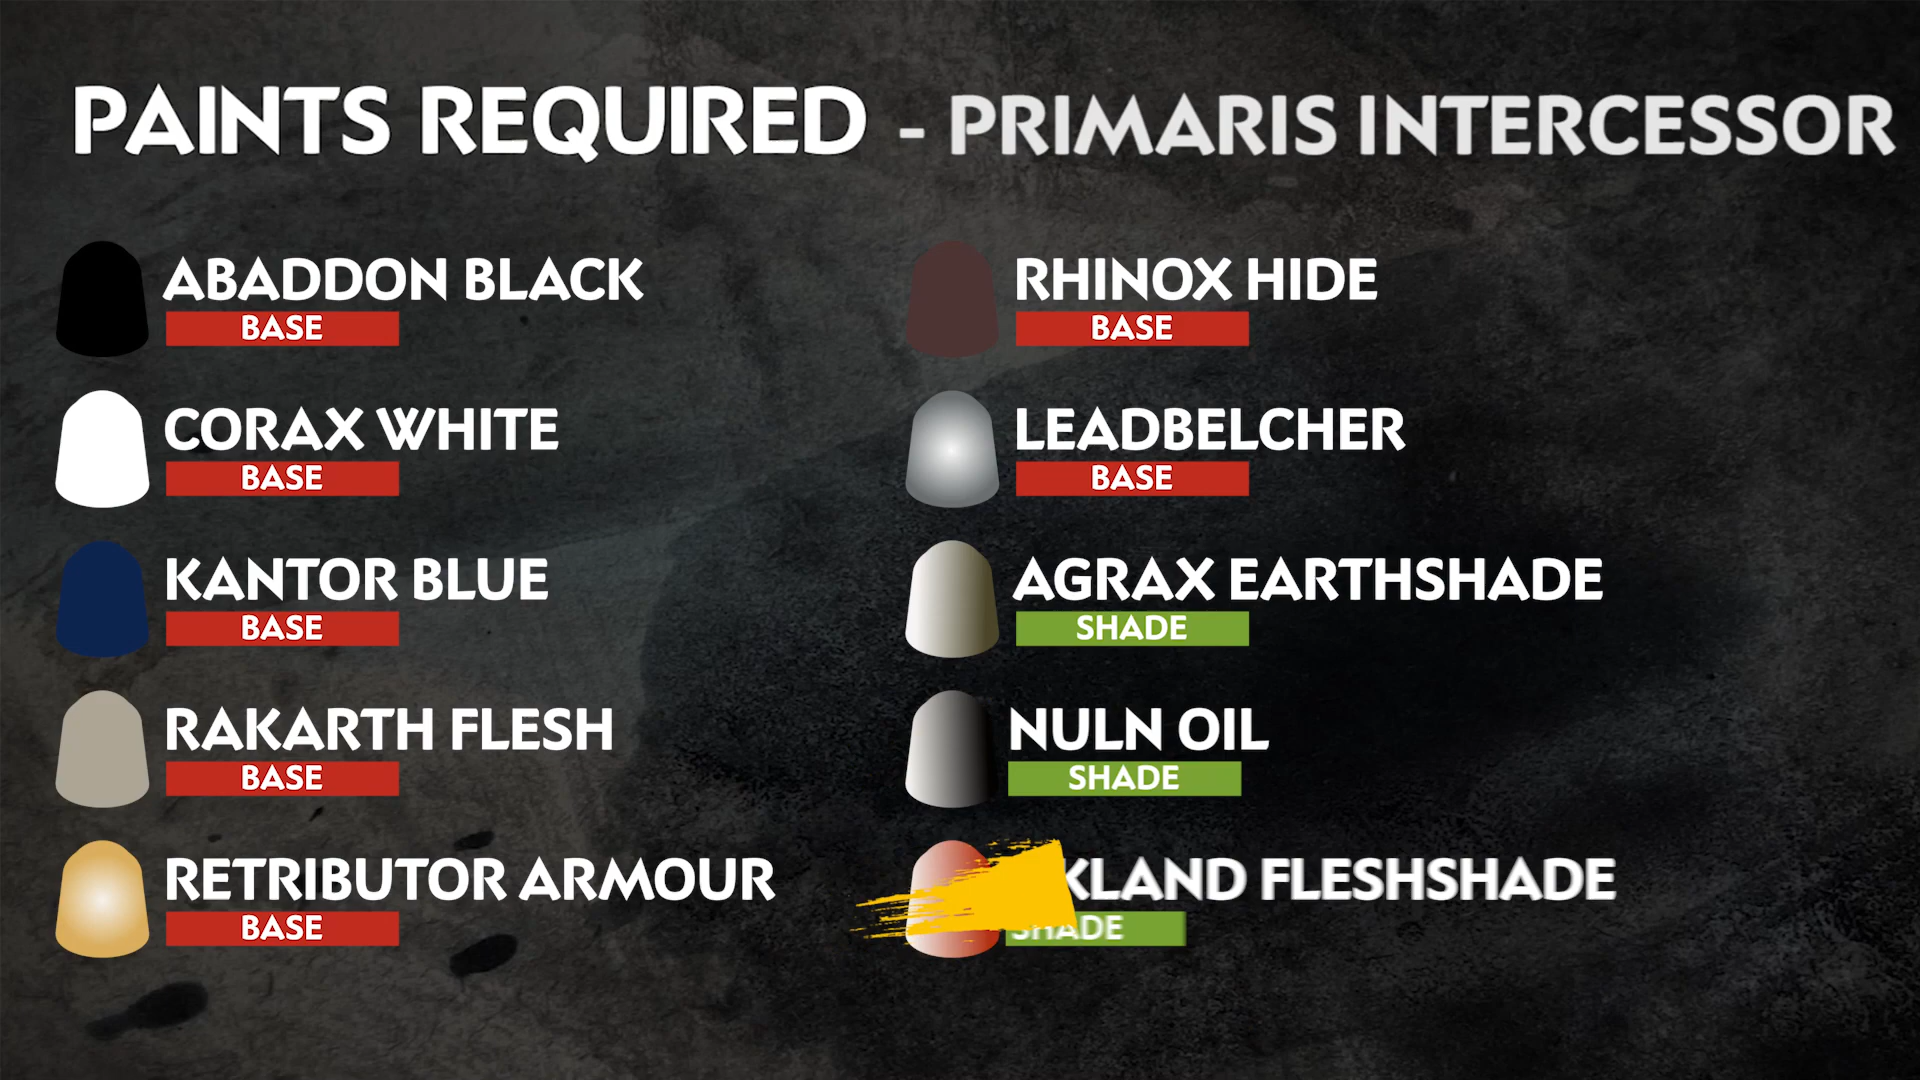 PAINTS REQUIRED - PRIMARIS INTERCESSOR
ABADDON BLACK
BASE
CORAX WHITE
BASE
KANTOR BLUE
BASE
RAKARTH FLESH
BASE
RETRIBUTOR ARMOUR
BASE
RHINOX HIDE
BASE
LEADBELCHER
BASE
AGRAX EARTHSHADE
SHADE
NULN OIL
SHADE
FLESHSHADE
SHADE